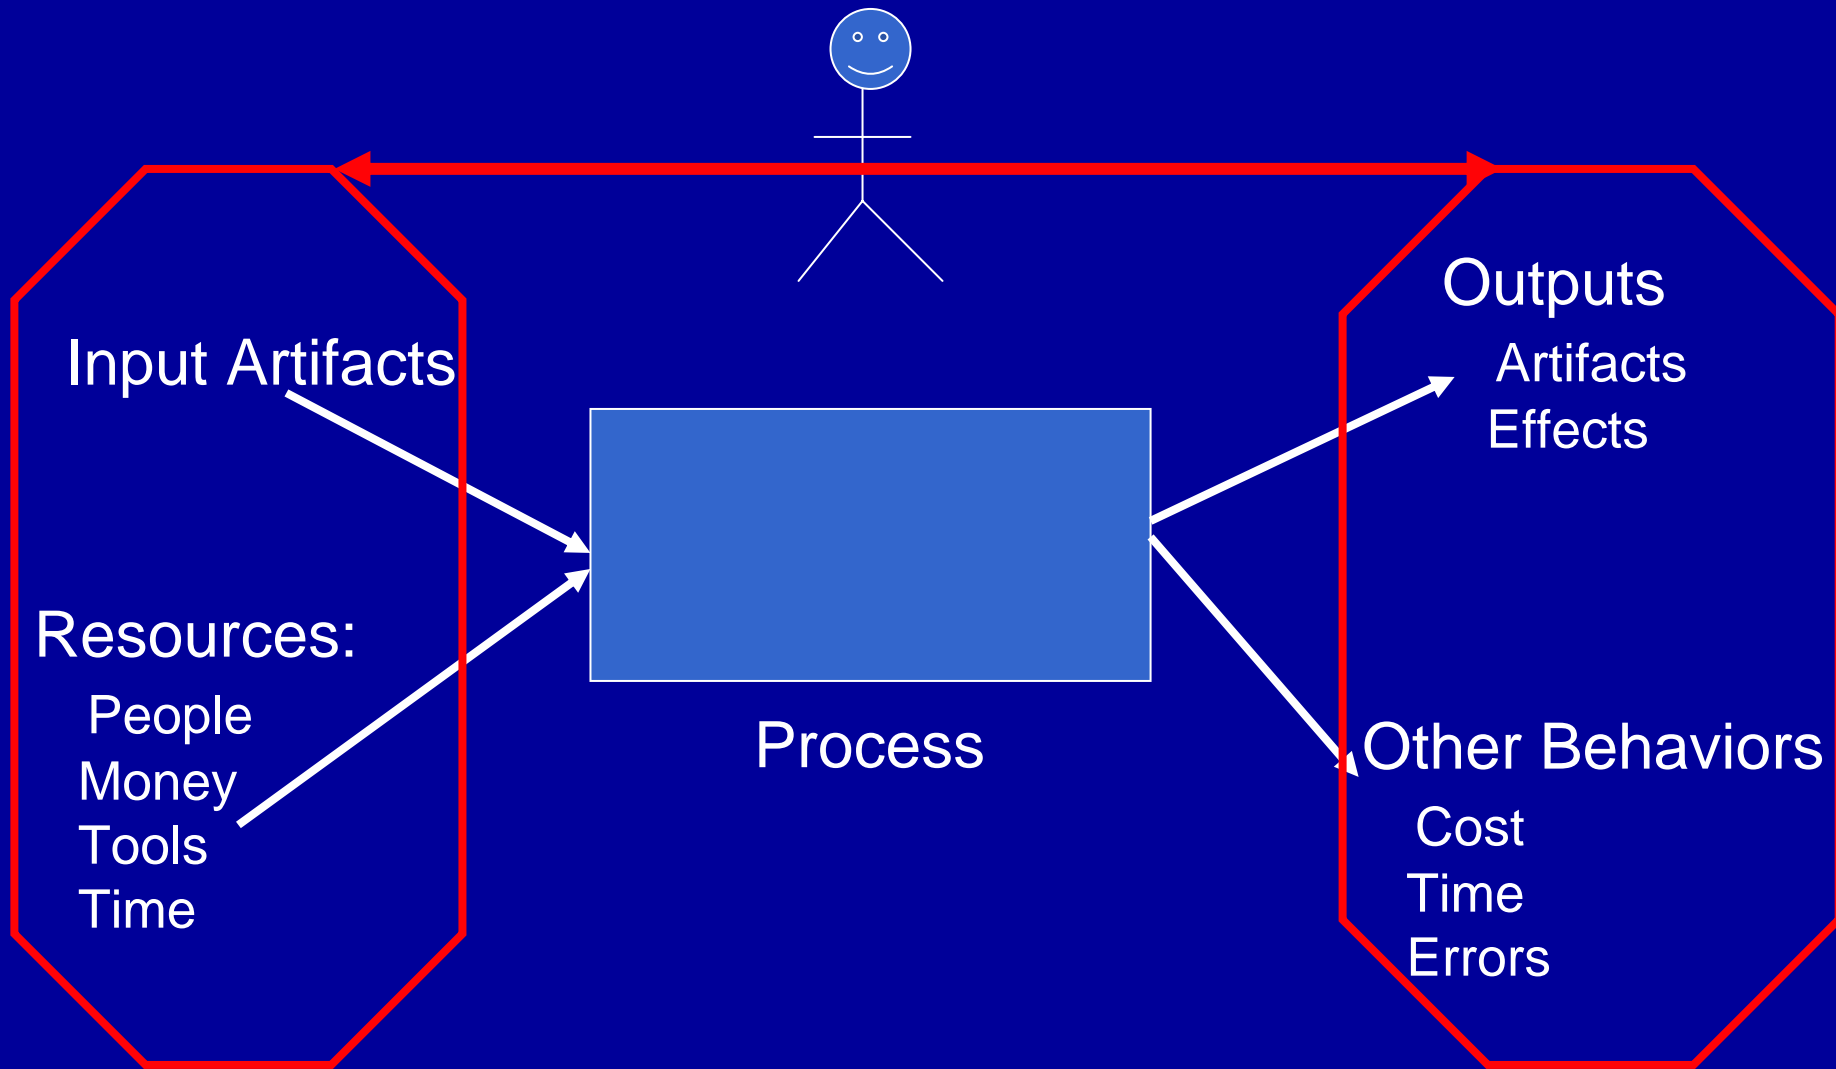 Input Artifacts
Resources:
People
Money
Tools
Time
Process
Outputs
Artifacts
Effects
Other Behaviors
Cost
Time
Errors